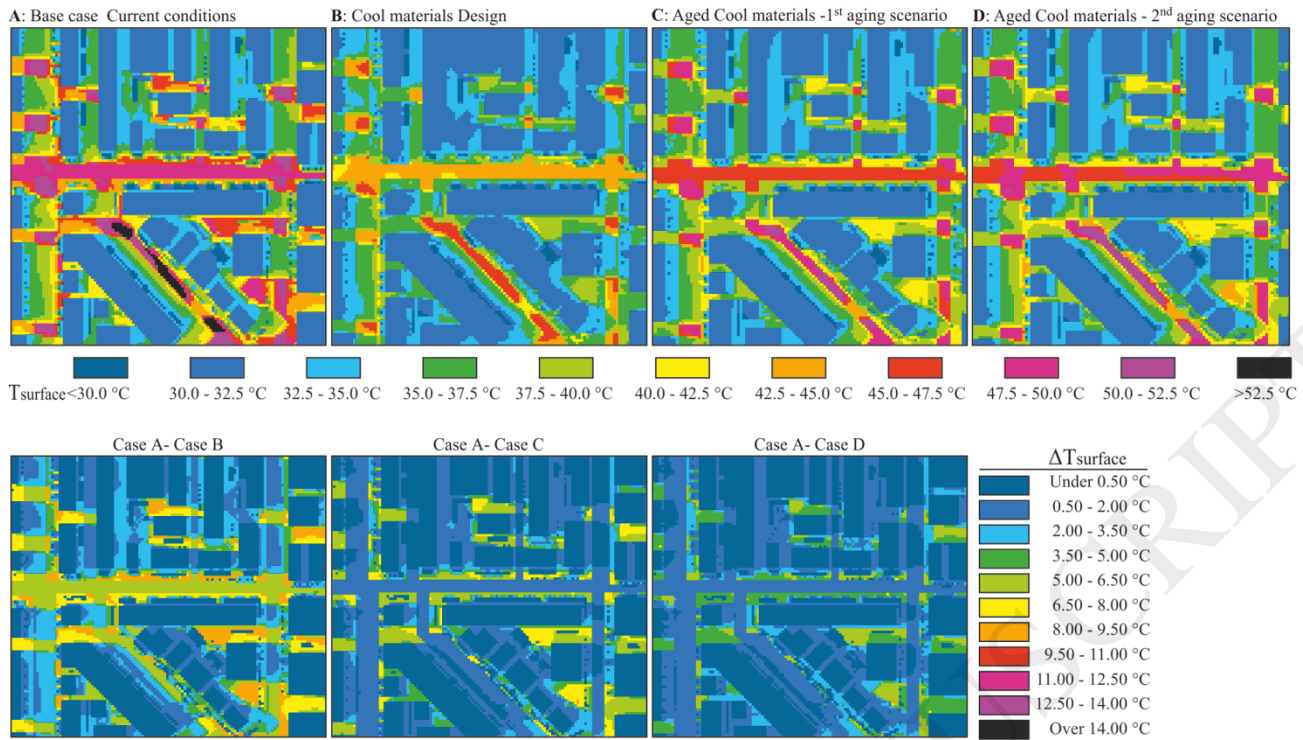 A: Base case Current conditions
B: Cool materials Design
C: Aged Cool materials -1st aging scenario
D: Aged Cool materials - 2nd aging scenario
Tsurface<30.0 °C
30.0 - 32.5 °C
32.5 - 35.0 °C
35.0 - 37.5 °C
37.5 - 40.0 °C
40.0 - 42.5 °C
42.5 - 45.0 °C
45.0 - 47.5 °C
47.5 - 50.0 °C
50.0 - 52.5 °C
>52.5 °C
Case A- Case B
Case A- Case C
Case A- Case D
ΔTsurface
Under 0.50 °C
0.50 - 2.00 °C
2.00 - 3.50 °C
3.50 - 5.00 °C
5.00 - 6.50 °C
6.50 - 8.00 °C
8.00 - 9.50 °C
9.50 - 11.00 °C
11.00 - 12.50 °C
12.50 - 14.00 °C
Over 14.00 °C
USCRIPT